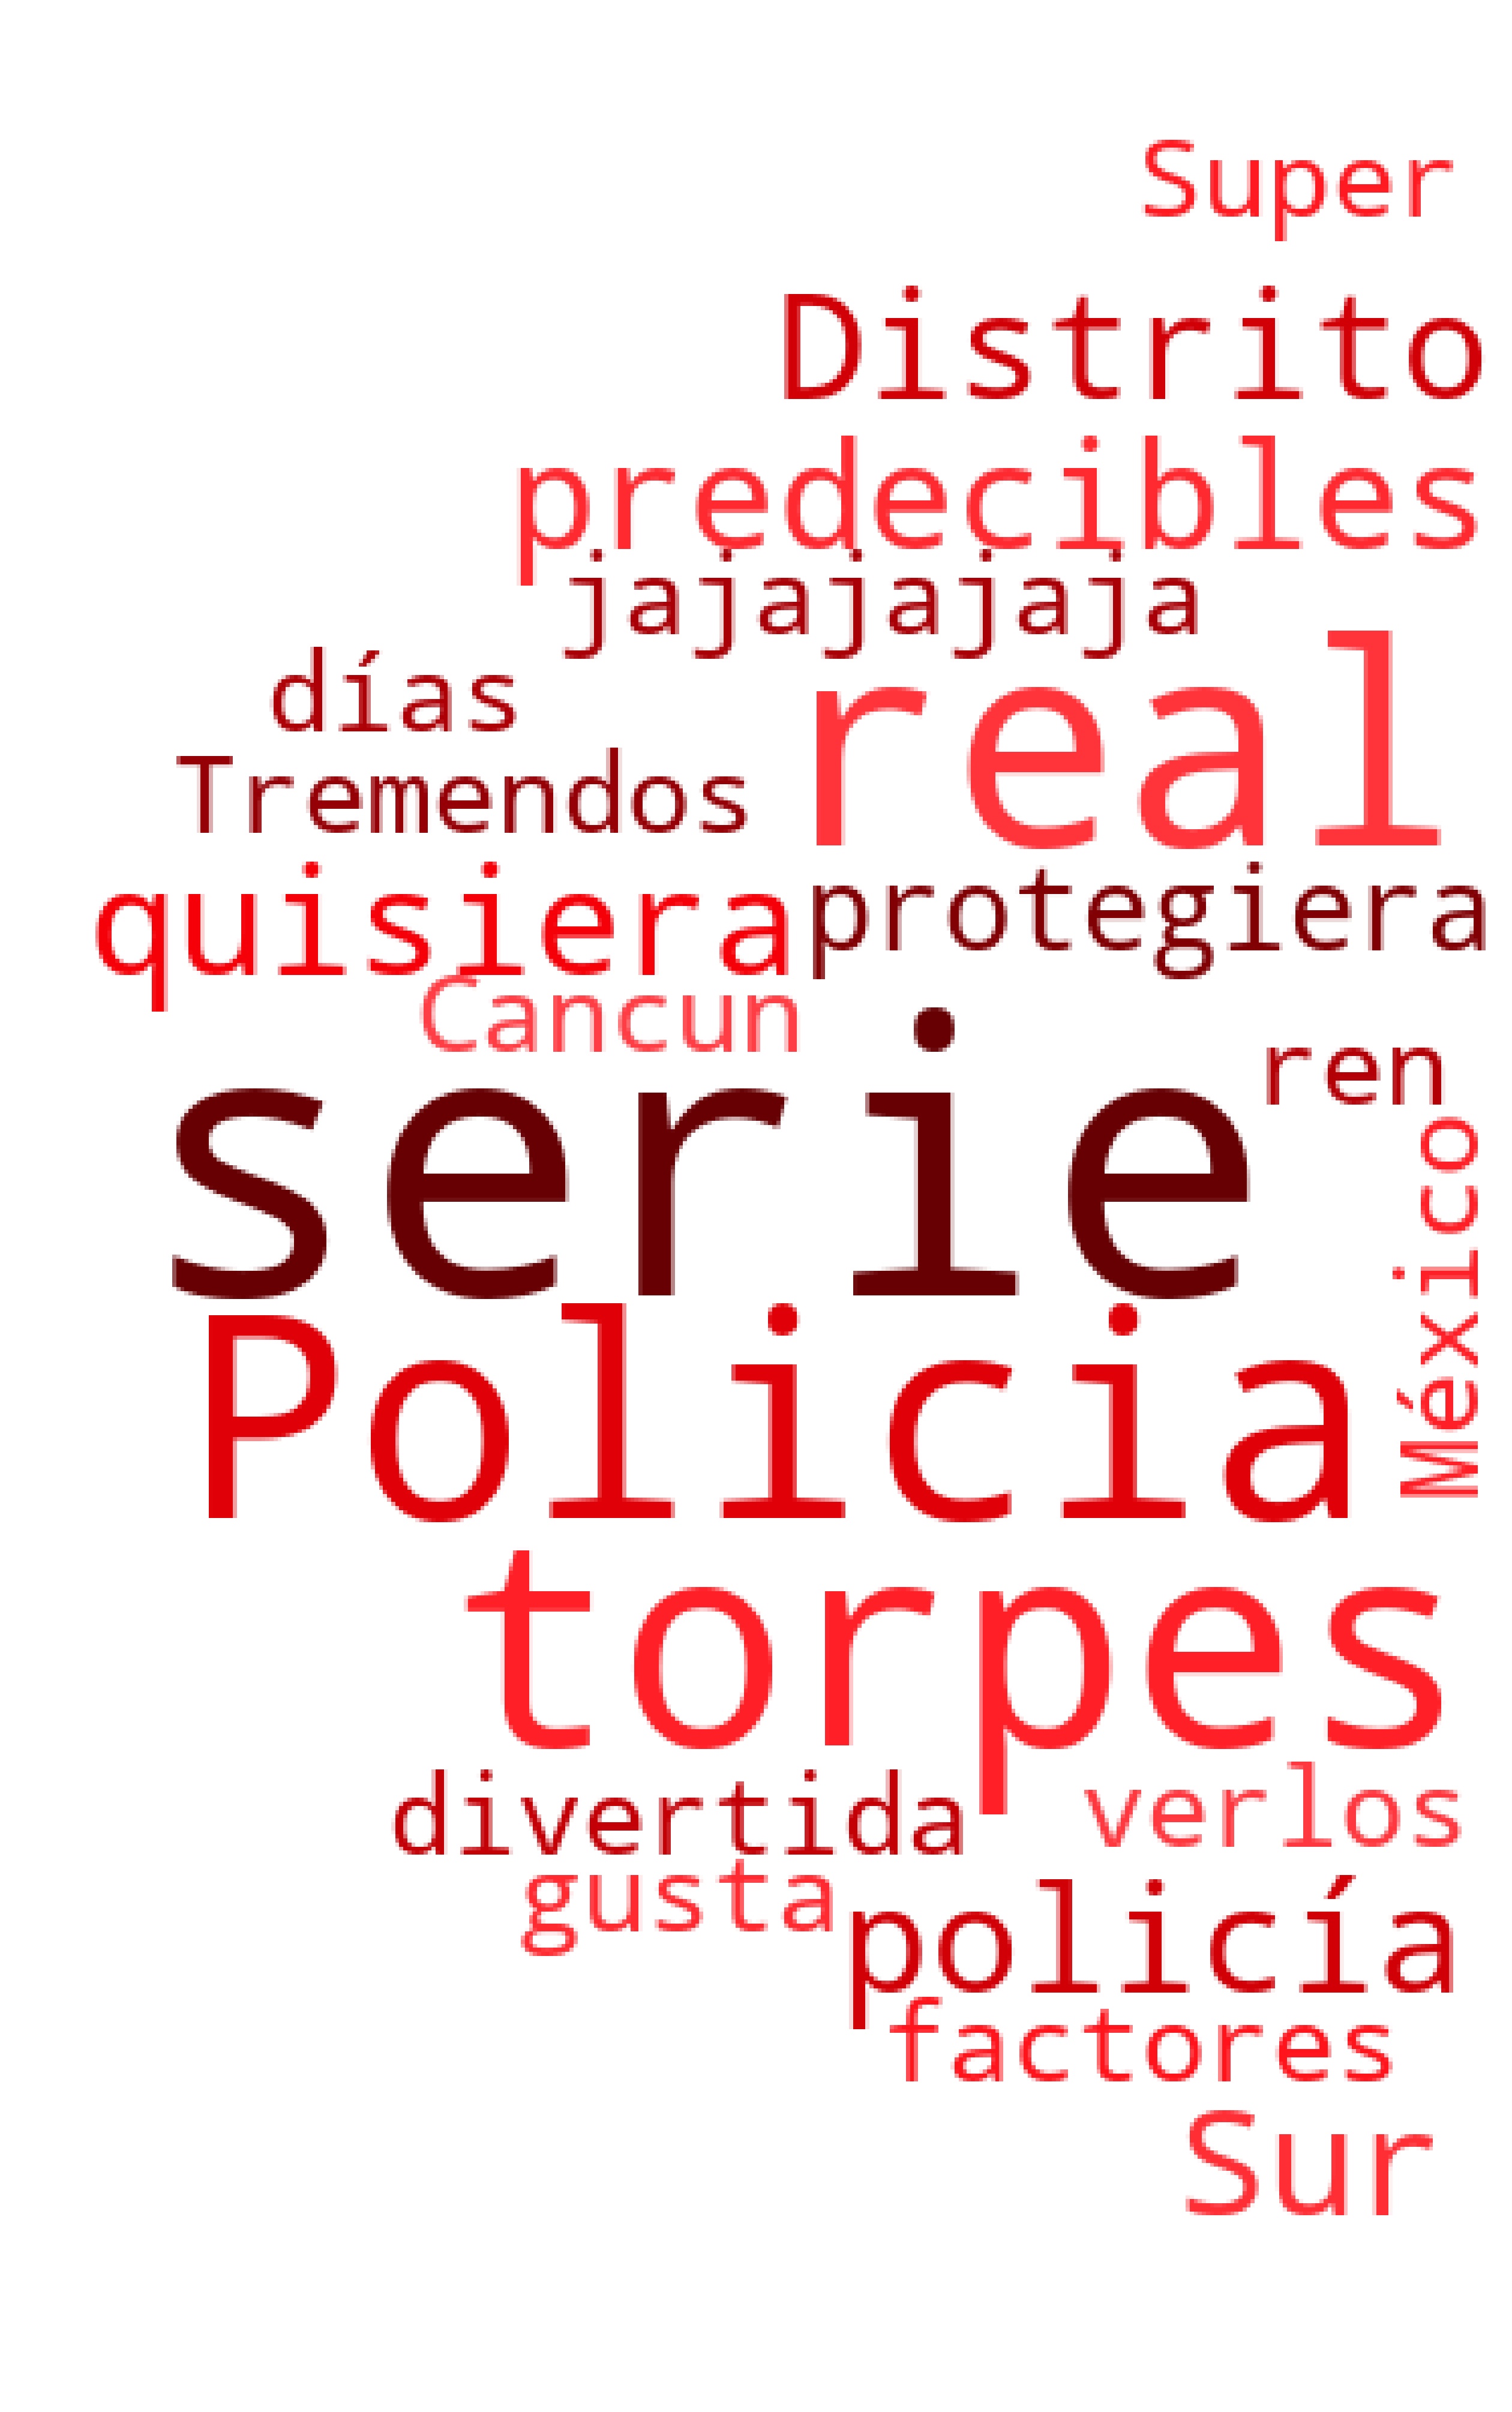 Super
Distrito
predecibles
jajajajaja
días
real
Tremendos
quisiera
protegiera
Cancun
serie
ren
México
Policia
torpes
divertida
verlos
gusta
policía
factores
Sur